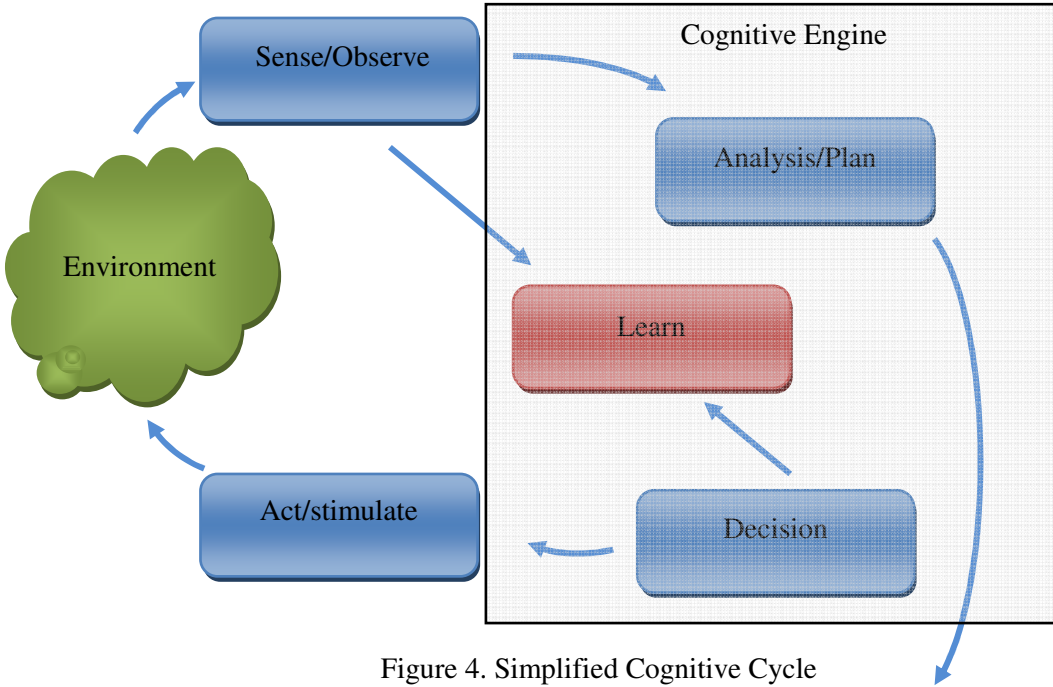 Cognitive Engine
Sense/Observe
Analysis/Plan
Environment
Learn
Act/stimulate
Decision
Figure 4. Simplified Cognitive Cycle